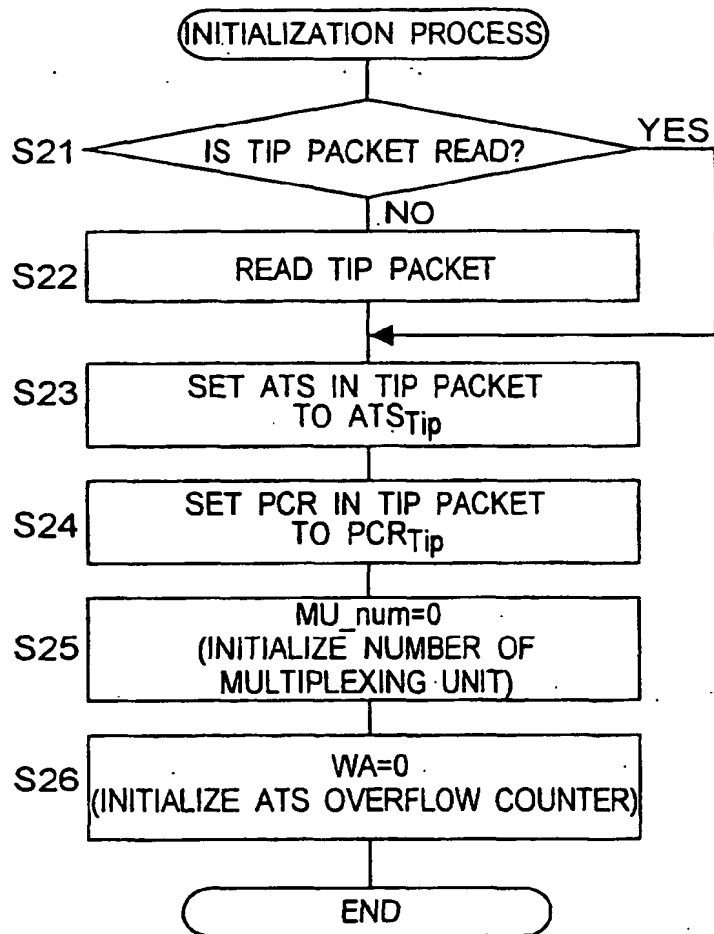 INITIALIZATION PROCESS
S21
IS TIP PACKET READ?
YES
NO
S22
READ TIP PACKET
S23
SET ATS IN TIP PACKET
TO ATSTip
S24
SET PCR IN TIP PACKET
TO PCRTip
S25
MU_num=0
(INITIALIZE NUMBER OF
MULTIPLEXING UNIT)
S26
WA=0
(INITIALIZE ATS OVERFLOW COUNTER)
END